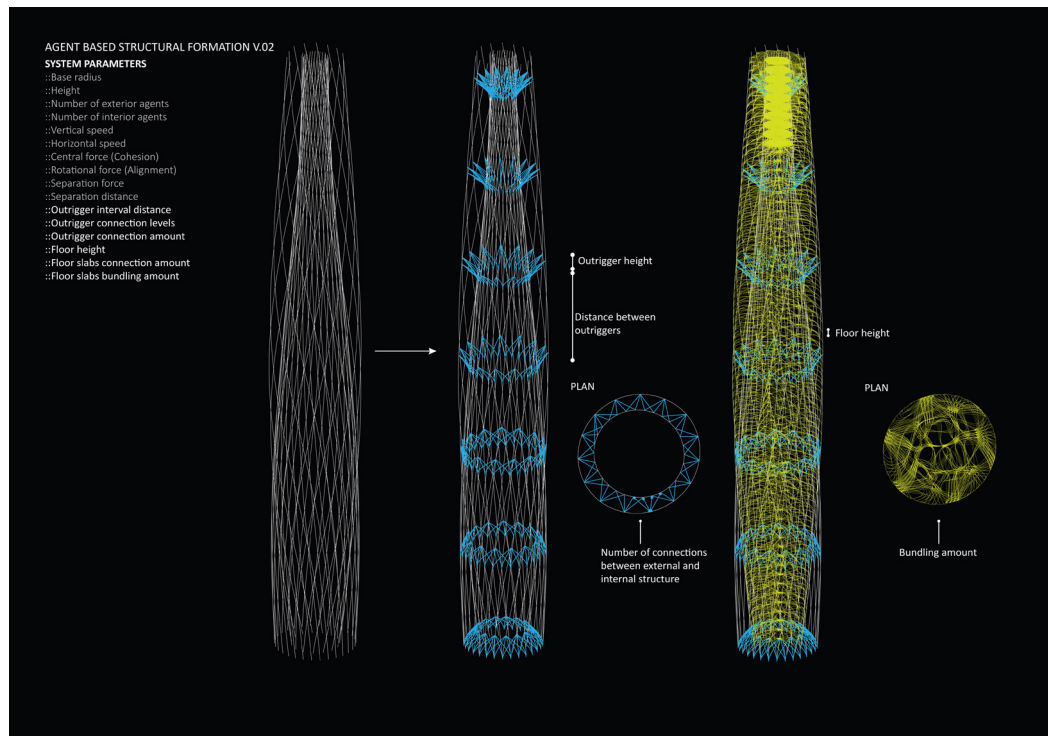 AGENT BASED STRUCTURAL FORMATION V.02
SYSTEM PARAMETERS
::Base radius
::Height
::Number of exterior agents
::Number of interior agents
::Vertical speed
::Horizontal speed
::Central force (Cohesion)
::Rotational force (Alignment)
::Separation force
::Separation distance
::Outrigger interval distance
::Outrigger connection levels
::Outrigger connection amount
::Floor height
::Floor slabs connection amount
::Floor slabs bundling amount
Outrigger height
Distance between
outriggers
PLAN
Number of connections
between external and
internal structure
Floor height
PLAN
Bundling amount